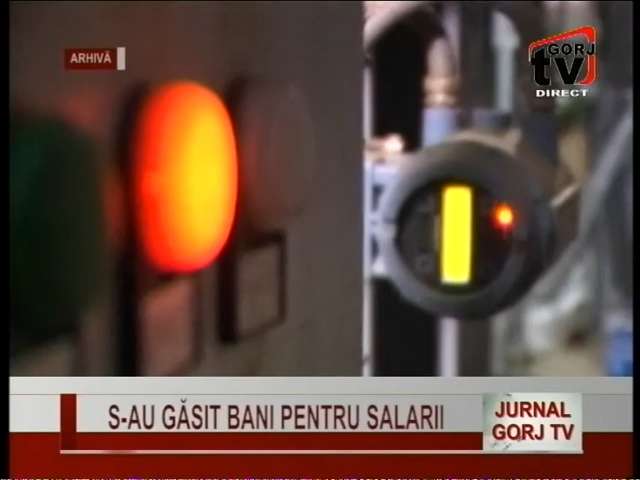 ARHIVĂ
GORJ
tv
DIRECT
S-AU GĂSIT BANI PENTRU SALARII
JURNAL
GORJ TV